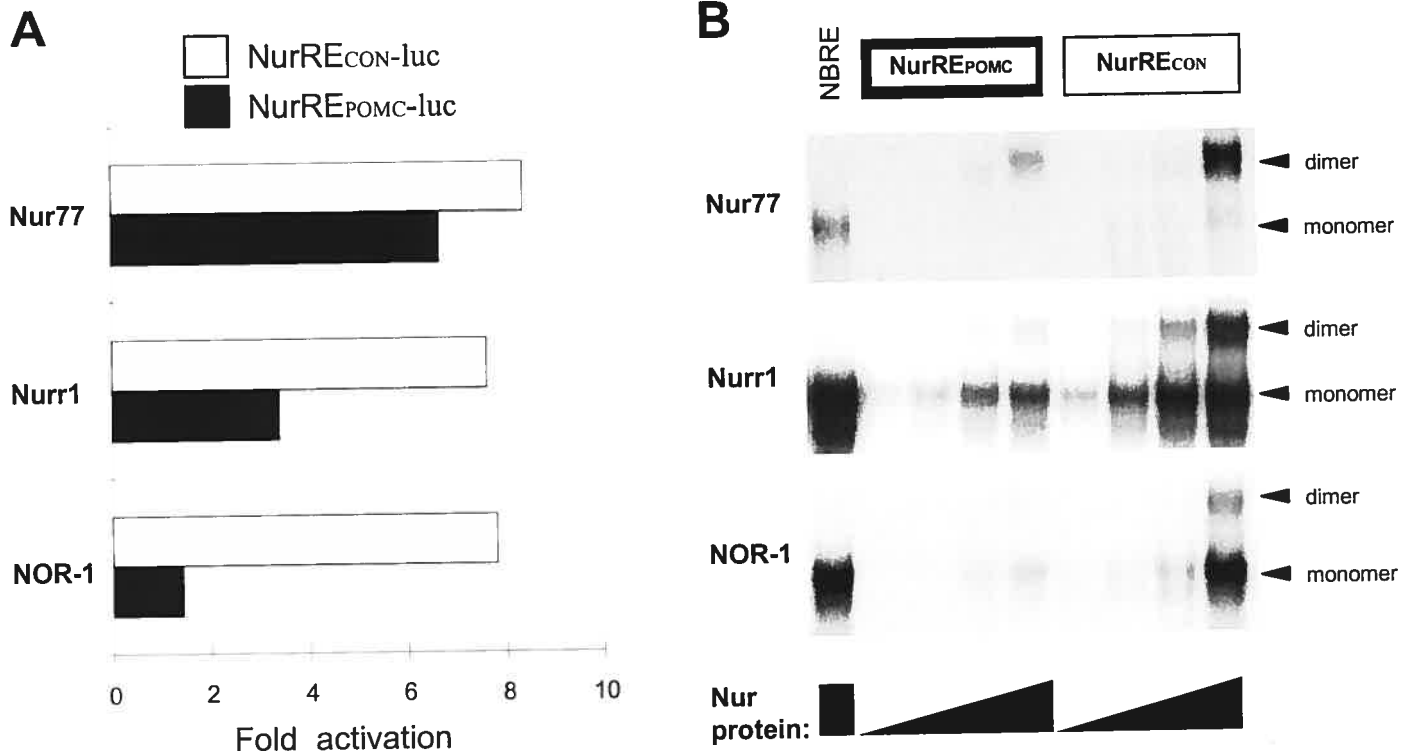 A
NurRECON-luc
NurREPOMC-luc
Nur77
Nurr1
NOR-1
0 2 4 6 8 10
Fold activation
B
NBRE
NurREPOMC
NurRECON
Nur77
dimer
monomer
Nurr1
dimer
monomer
NOR-1
dimer
monomer
Nur
protein: